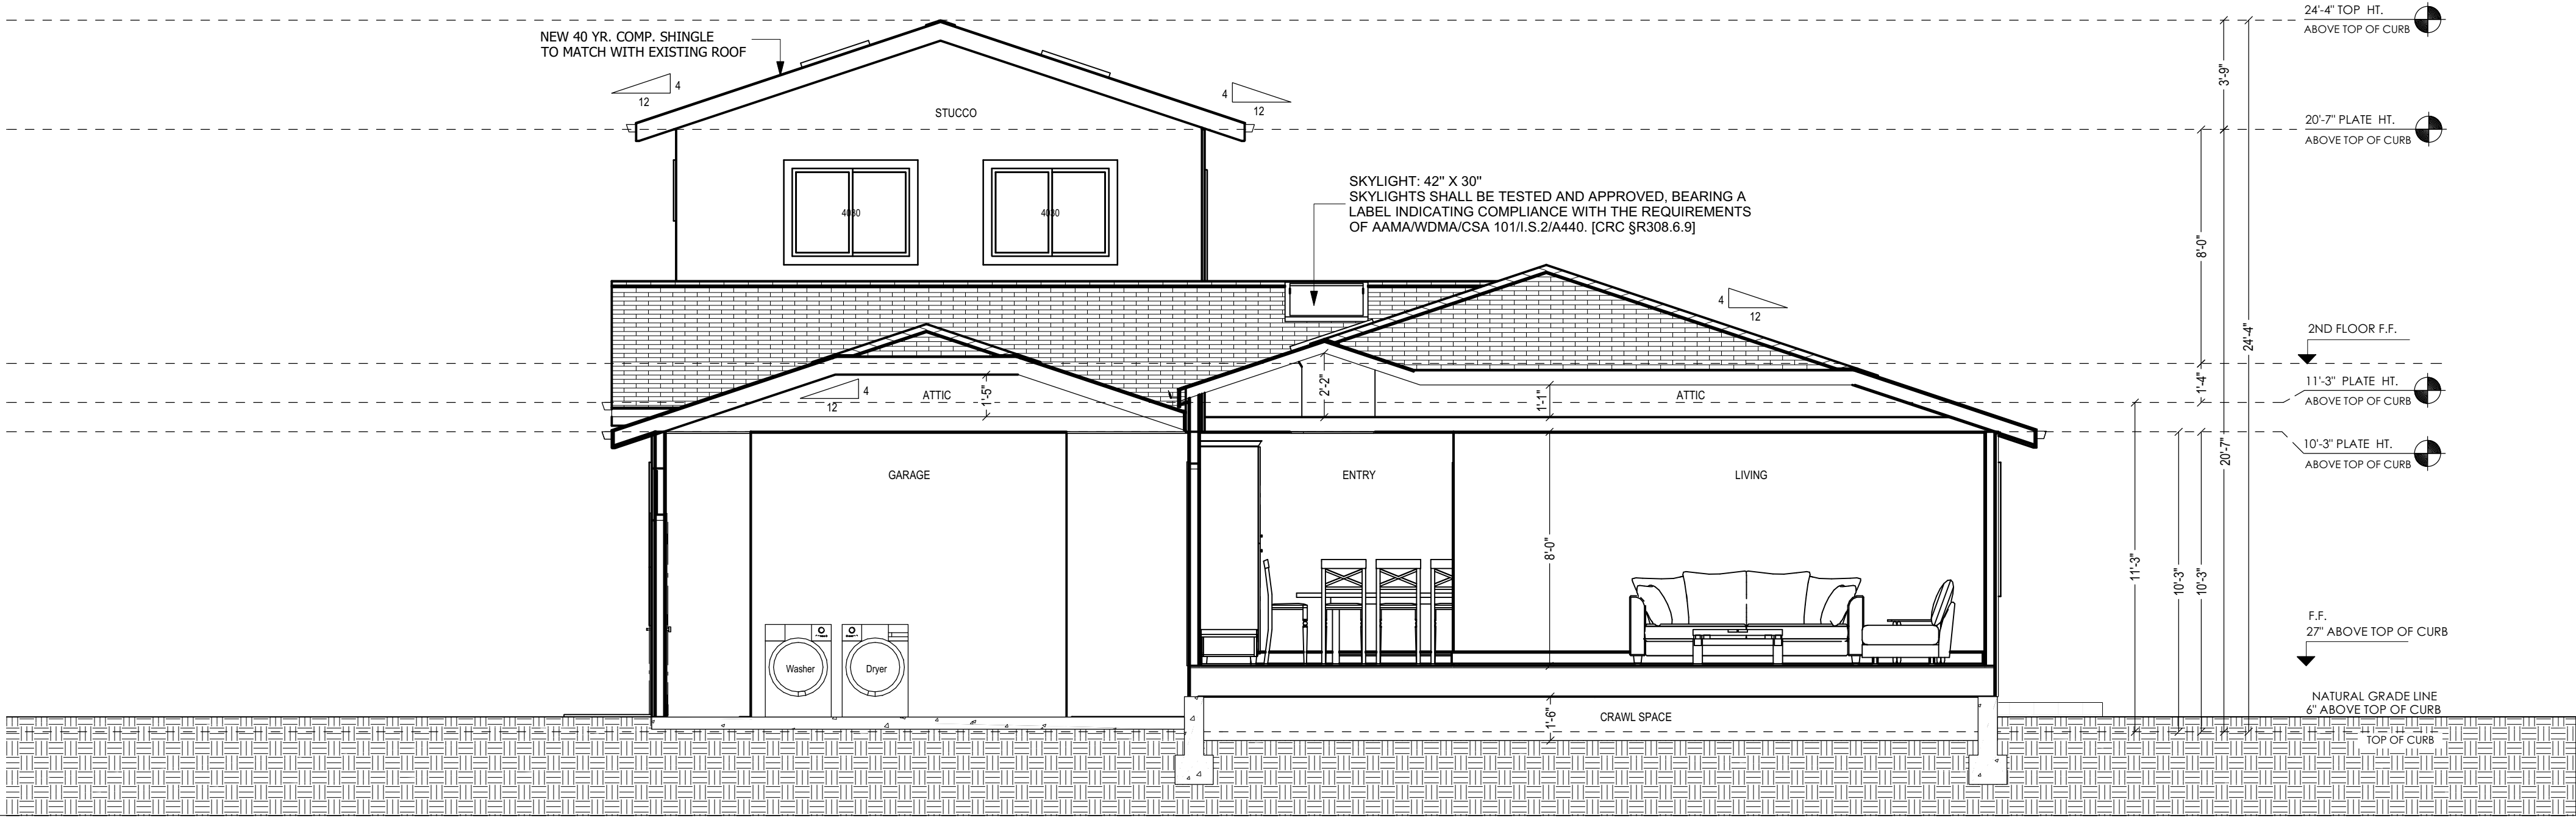 24'-4" TOP HT.
ABOVE TOP OF CURB
NEW 40 YR. COMP. SHINGLE
TO MATCH WITH EXISTING ROOF
4
12
4
12
3'-9"
STUCCO
20'-7" PLATE HT.
ABOVE TOP OF CURB
SKYLIGHT: 42" X 30"
SKYLIGHTS SHALL BE TESTED AND APPROVED, BEARING A
LABEL INDICATING COMPLIANCE WITH THE REQUIREMENTS
OF AAMA/WDMA/CSA 101/I.S.2/A440. [CRC §R308.6.9]
4030
4030
8'-0"
4
12
24'-4"
2ND FLOOR F.F.
ATTIC
4
12
1'-5"
2'-2"
1'-1"
ATTIC
1'-4"
11'-3" PLATE HT.
ABOVE TOP OF CURB
10'-3" PLATE HT.
ABOVE TOP OF CURB
20'-7"
GARAGE
ENTRY
LIVING
8'-0"
11'-3"
10'-3"
10'-3"
F.F.
27" ABOVE TOP OF CURB
Washer
Dryer
NATURAL GRADE LINE
6" ABOVE TOP OF CURB
1'-6"
CRAWL SPACE
TOP OF CURB